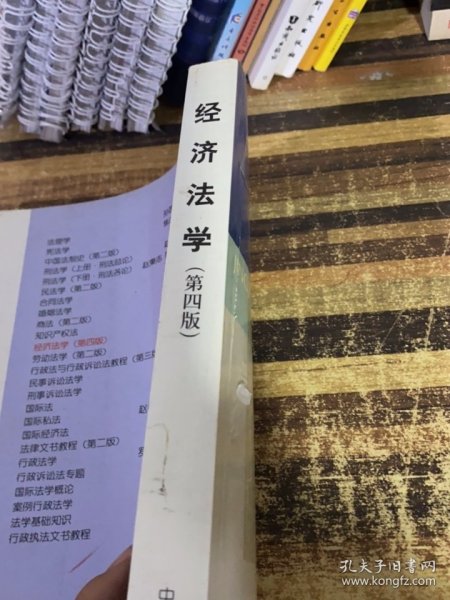 经济法学(第四版)
中
法理学
宪法学
中国法制史(第二版)
刑法学(上册·刑法总论)
刑法学(下册·刑法各论) 赵秉志
民法学(第二版)
合同法学
婚姻法学
商法(第二版)
知识产权法
经济法学(第四版)
劳动法学(第二版)
行政法与行政诉讼法教程(第三版
民事诉讼法学
刑事诉讼法学
国际法 赵
国际私法
国际经济法
法律文书教程(第二版)
行政法学
行政诉讼法专题
国际法学概论
案例行政法学
法学基础知识
行政执法文书教程
孔夫子旧书网
www.kongfz.com